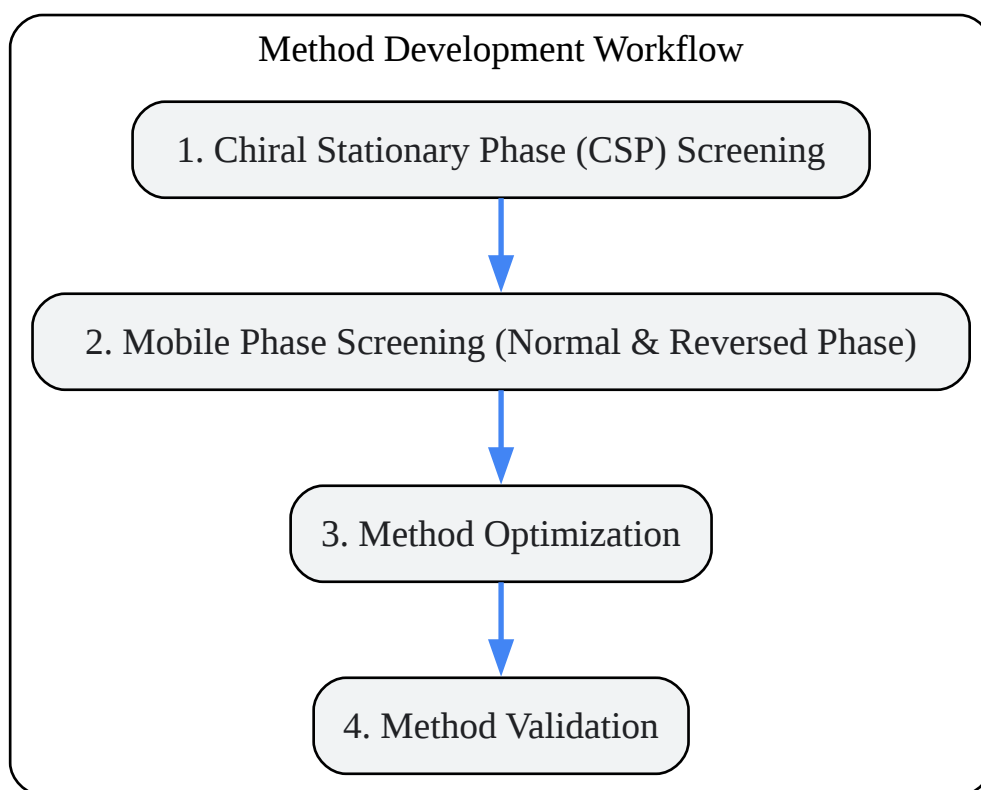 Method Development Workflow
1. Chiral Stationary Phase (CSP) Screening
2. Mobile Phase Screening (Normal & Reversed Phase)
3. Method Optimization
4. Method Validation